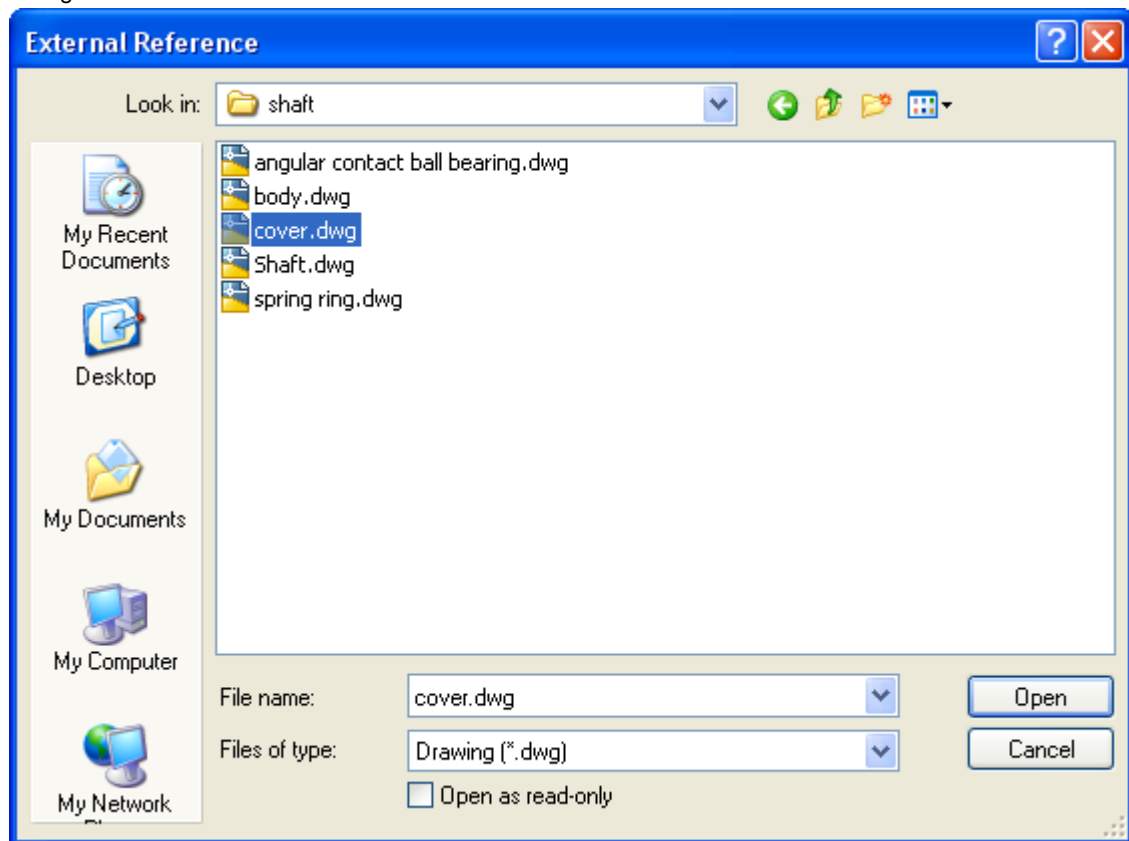 External Reference
Look in: shaft
angular contact ball bearing.dwg
body.dwg
cover.dwg
Shaft.dwg
spring ring.dwg
My Recent
Documents
Desktop
My Documents
My Computer
My Network
File name: cover.dwg Open
Files of type: Drawing (*.dwg) Cancel
Open as read-only